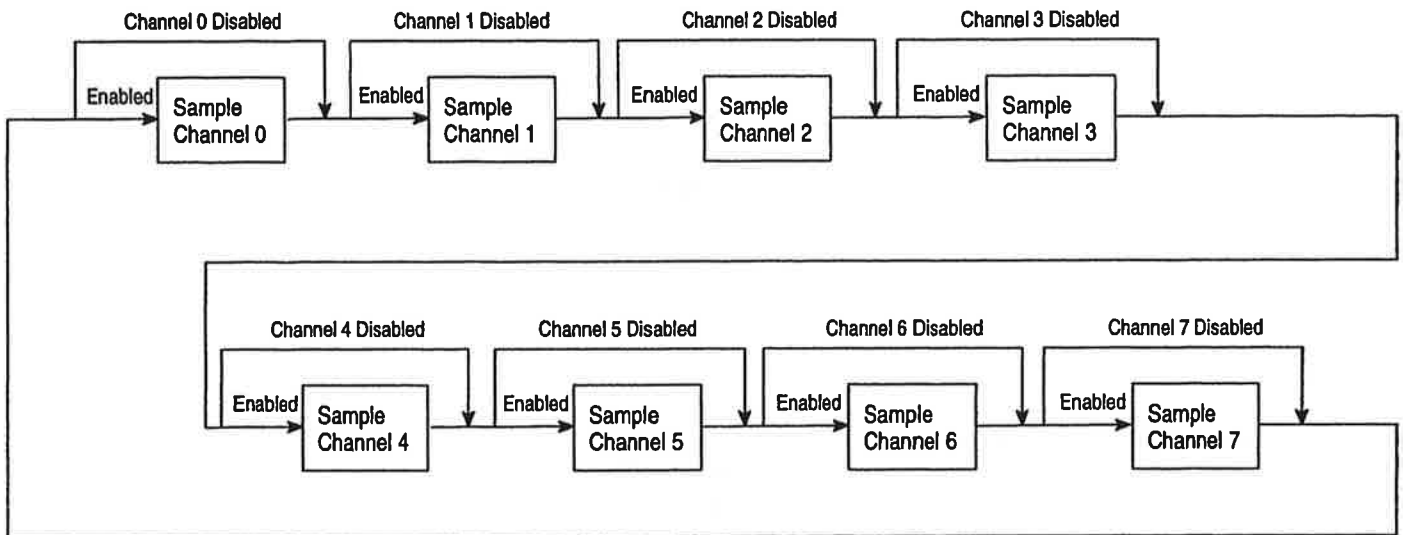 Channel 0 Disabled
Channel 1 Disabled
Channel 2 Disabled
Channel 3 Disabled
Enabled
Sample
Channel 0
Enabled
Sample
Channel 1
Enabled
Sample
Channel 2
Enabled
Sample
Channel 3
Channel 4 Disabled
Channel 5 Disabled
Channel 6 Disabled
Channel 7 Disabled
Enabled
Sample
Channel 4
Enabled
Sample
Channel 5
Enabled
Sample
Channel 6
Enabled
Sample
Channel 7